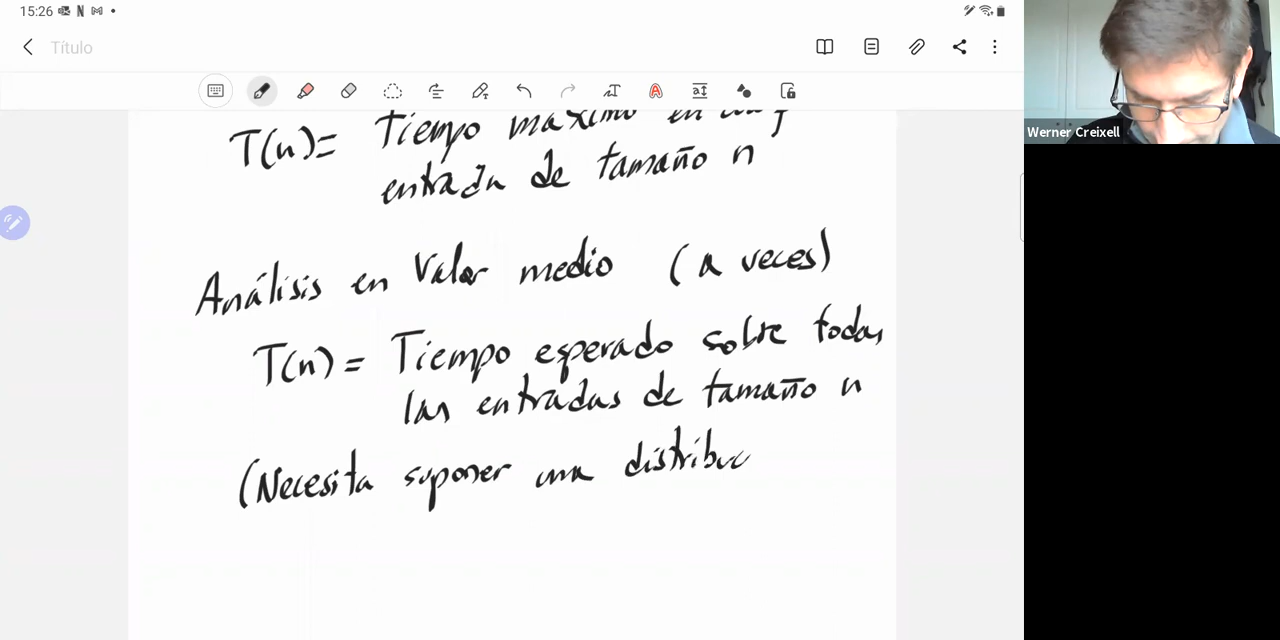 15:26
Título
Werner Creixell
T(n)= Tiempo máximo en
entrada de tamaño n
Análisis en Valor medio (a veces)
T(n)= Tiempo esperado sobre todas
las entradas de tamaño n
(Necesita suponer una distribuc